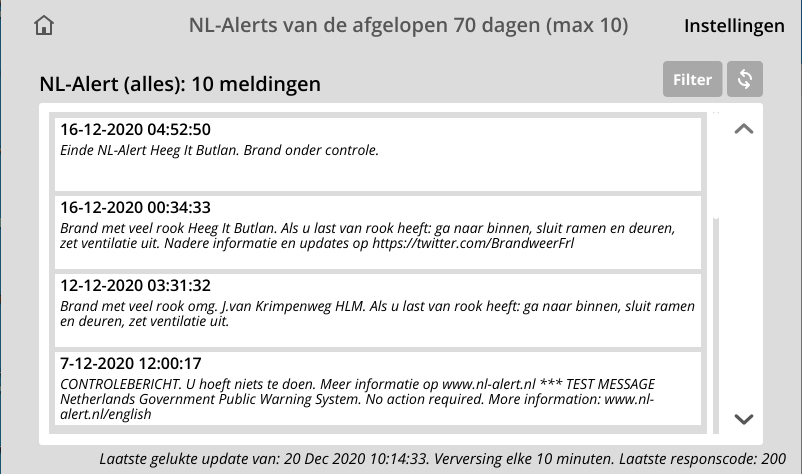 NL-Alerts van de afgelopen 70 dagen (max 10)
Instellingen
NL-Alert (alles): 10 meldingen
Filter
16-12-2020 04:52:50
Einde NL-Alert Heeg It Butlan. Brand onder controle.
16-12-2020 00:34:33
Brand met veel rook Heeg It Butlan. Als u last van rook heeft: ga naar binnen, sluit ramen en deuren,
zet ventilatie uit. Nadere informatie en updates op https://twitter.com/BrandweerFrl
12-12-2020 03:31:32
Brand met veel rook omg. J.van Krimpenweg HLM. Als u last van rook heeft: ga naar binnen, sluit ramen
en deuren, zet ventilatie uit.
7-12-2020 12:00:17
CONTROLEBERICHT. U hoeft niets te doen. Meer informatie op www.nl-alert.nl *** TEST MESSAGE
Netherlands Government Public Warning System. No action required. More information: www.nl-
alert.nl/english
Laatste gelukte update van: 20 Dec 2020 10:14:33. Verversing elke 10 minuten. Laatste responscode: 200